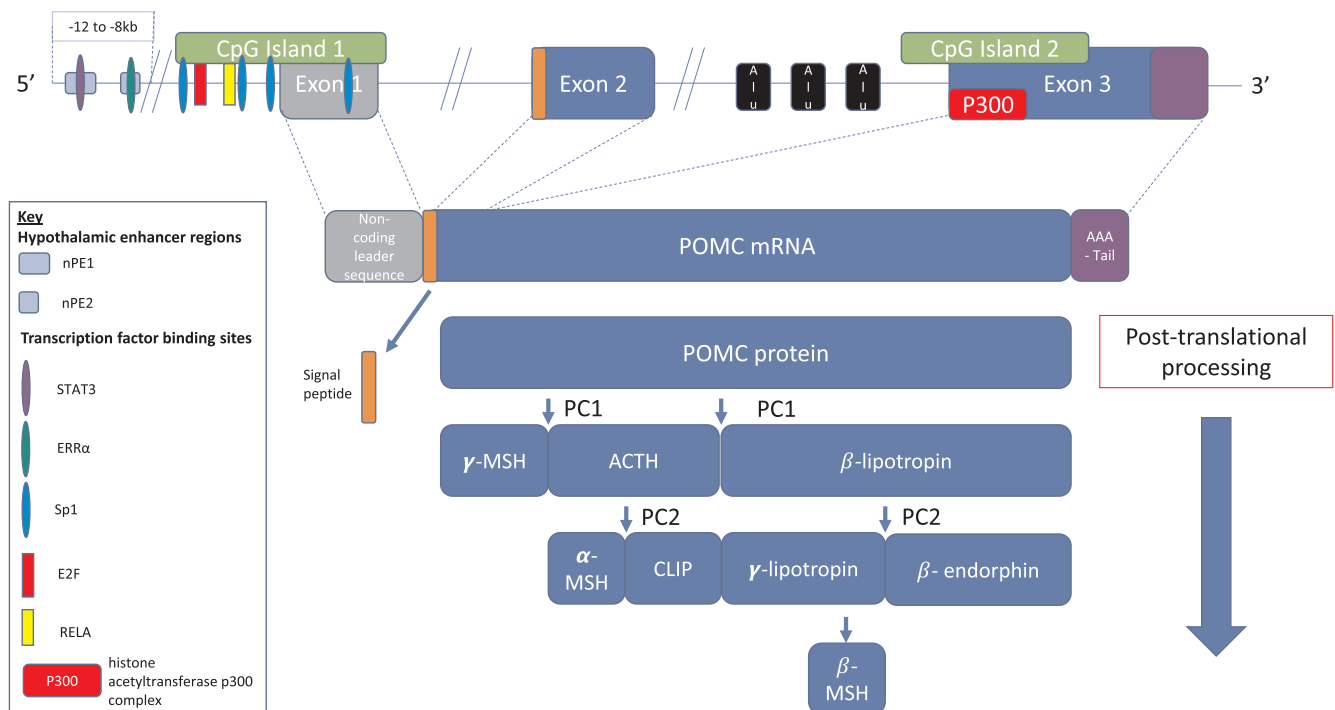 -12 to -8kb
CpG Island 1
CpG Island 2
5’
Exon 1
Exon 2
A
l
u
A
l
u
A
l
u
Exon 3
P300
3’
Non-
coding
leader
sequence
POMC mRNA
AAA
- Tail
Key
Hypothalamic enhancer regions
nPE1
nPE2
Transcription factor binding sites
STAT3
ERRα
Sp1
E2F
RELA
P300
histone
acetyltransferase p300
complex
Signal
peptide
POMC protein
Post-translational
processing
PC1
PC1
γ-MSH
ACTH
β-lipotropin
PC2
PC2
α-
MSH
CLIP
γ-lipotropin
β- endorphin
β-
MSH